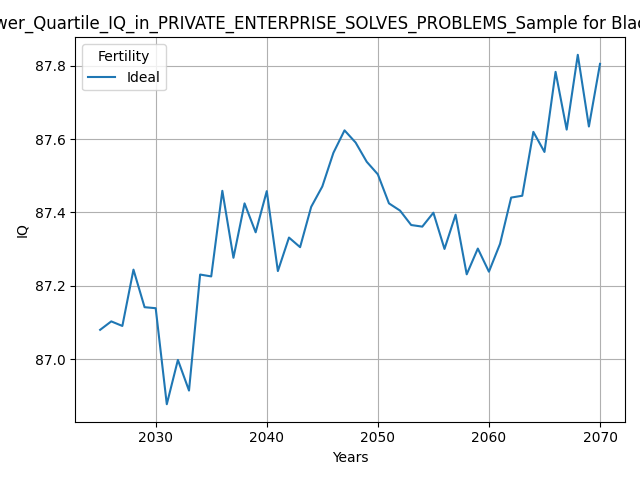 wer_Quartile_IQ_in_PRIVATE_ENTERPRISE_SOLVES_PROBLEMS_Sample for Bla
Fertility
Ideal
87.8
87.6
87.4
87.2
87.0
IQ
2030 2040 2050 2060 2070
Years